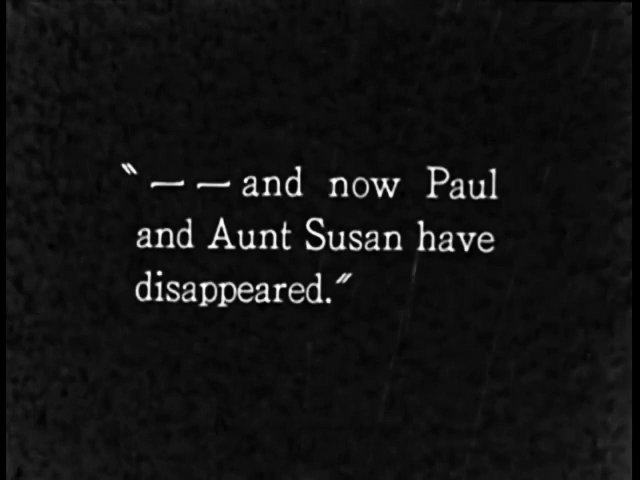 "— — and now Paul
and Aunt Susan have
disappeared."